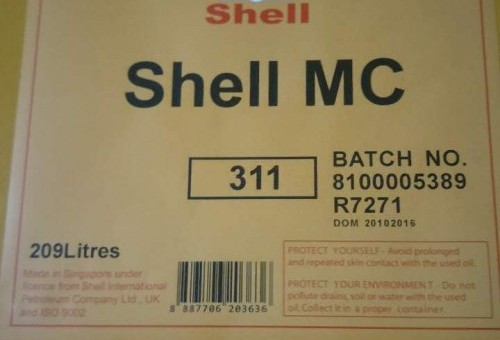 Shell
Shell MC
311
BATCH NO.
8100005389
R7271
DOM 20102016
209Litres
Made in Singapore under
licence from Shell International
Petroleum Company Ltd., UK
and ISO 9002
8 887706 203636
PROTECT YOURSELF - Avoid prolonged
and repeated skin contact with the used oil.
PROTECT YOUR ENVIRONMENT - Do not
pollute drains, soil or water with the used
oil. Collect it in a proper container.